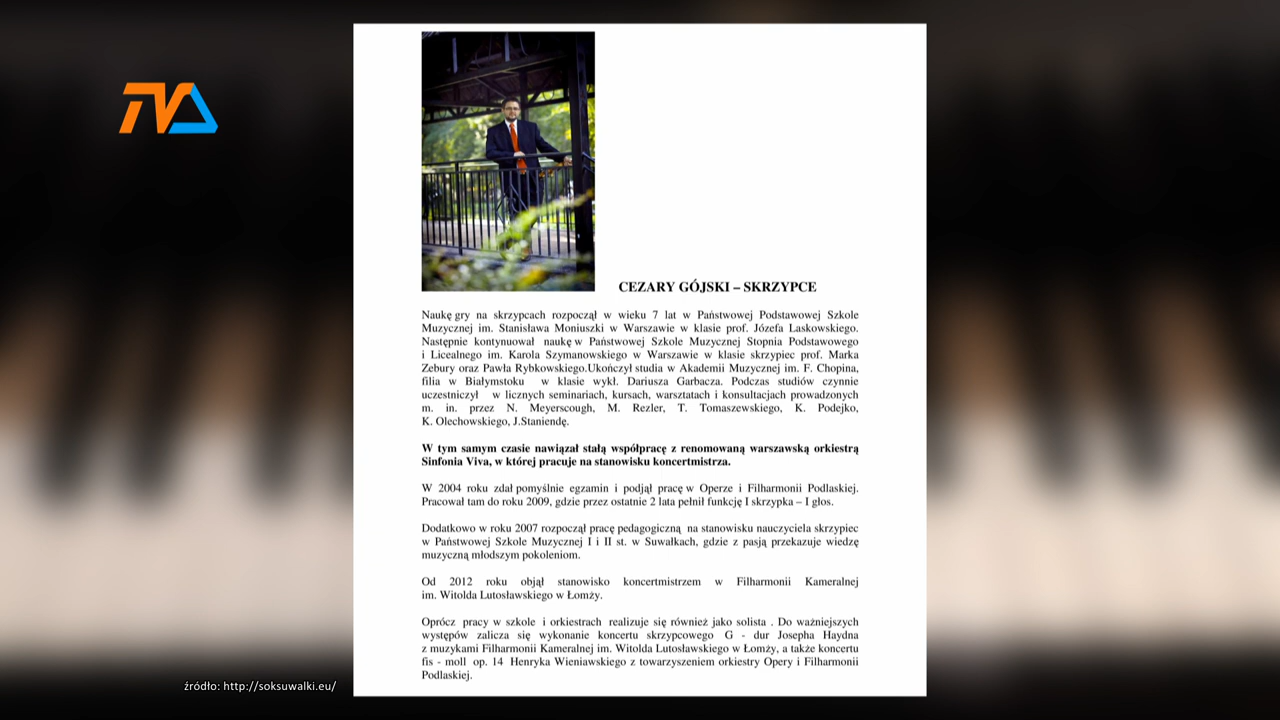 TVA
CEZARY GÓJSKI – SKRZYPCE
Naukę gry na skrzypcach rozpoczął w wieku 7 lat w Państwowej Podstawowej Szkole
Muzycznej im. Stanisława Moniuszki w Warszawie w klasie prof. Józefa Laskowskiego.
Następnie kontynuował naukę w Państwowej Szkole Muzycznej Stopnia Podstawowego
i Licealnego im. Karola Szymanowskiego w Warszawie w klasie skrzypiec prof. Marka
Zebury oraz Pawła Rybkowskiego.Ukończył studia w Akademii Muzycznej im. F. Chopina,
filia w Białymstoku w klasie wykł. Dariusza Garbacza. Podczas studiów czynnie
uczestniczył w licznych seminariach, kursach, warsztatach i konsultacjach prowadzonych
m. in. przez N. Meyerscough, M. Rezler, T. Tomaszewskiego, K. Podejko,
K. Olechowskiego, J.Staniendę.
W tym samym czasie nawiązał stałą współpracę z renomowaną warszawską orkiestrą
Sinfonia Viva, w której pracuje na stanowisku koncertmistrza.
W 2004 roku zdał pomyślnie egzamin i podjął pracę w Operze i Filharmonii Podlaskiej.
Pracował tam do roku 2009, gdzie przez ostatnie 2 lata pełnił funkcję I skrzypka – I głos.
Dodatkowo w roku 2007 rozpoczął pracę pedagogiczną na stanowisku nauczyciela skrzypiec
w Państwowej Szkole Muzycznej I i II st. w Suwałkach, gdzie z pasją przekazuje wiedzę
muzyczną młodszym pokoleniom.
Od 2012 roku objął stanowisko koncertmistrzem w Filharmonii Kameralnej
im. Witolda Lutosławskiego w Łomży.
Oprócz pracy w szkole i orkiestrach realizuje się również jako solista . Do ważniejszych
występów zalicza się wykonanie koncertu skrzypcowego G - dur Josepha Haydna
z muzykami Filharmonii Kameralnej im. Witolda Lutosławskiego w Łomży, a także koncertu
fis - moll op. 14 Henryka Wieniawskiego z towarzyszeniem orkiestry Opery i Filharmonii
Podlaskiej.
źródło: http://soksuwalki.eu/